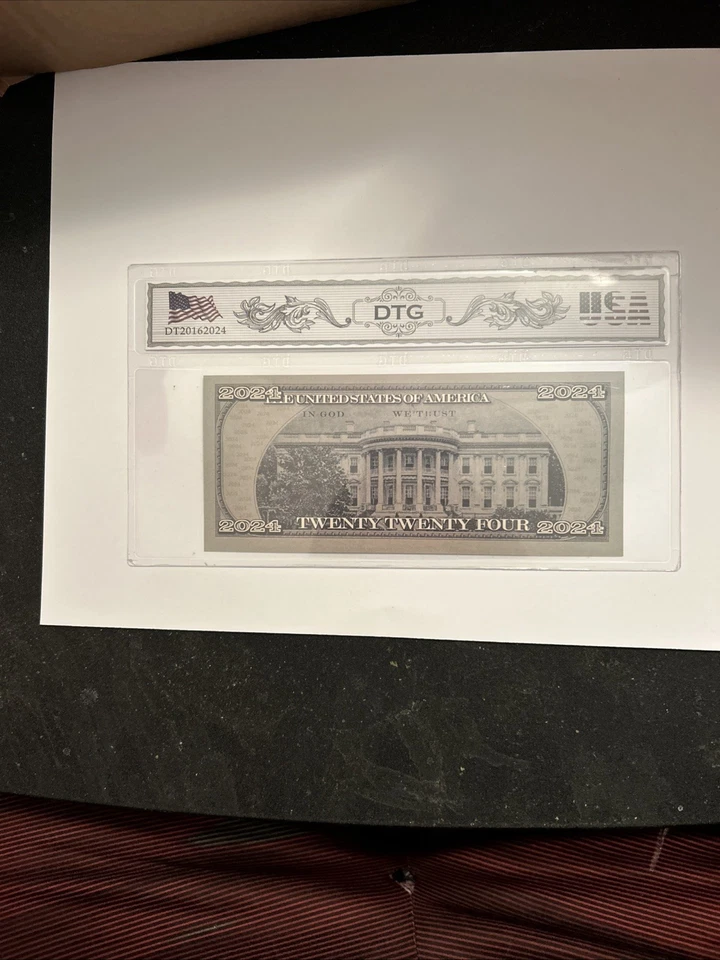 DTG
USA
DT20162024
2024 THE UNITED STATES OF AMERICA 2024
IN GOD WE TRUST
2024 TWENTY TWENTY FOUR 2024